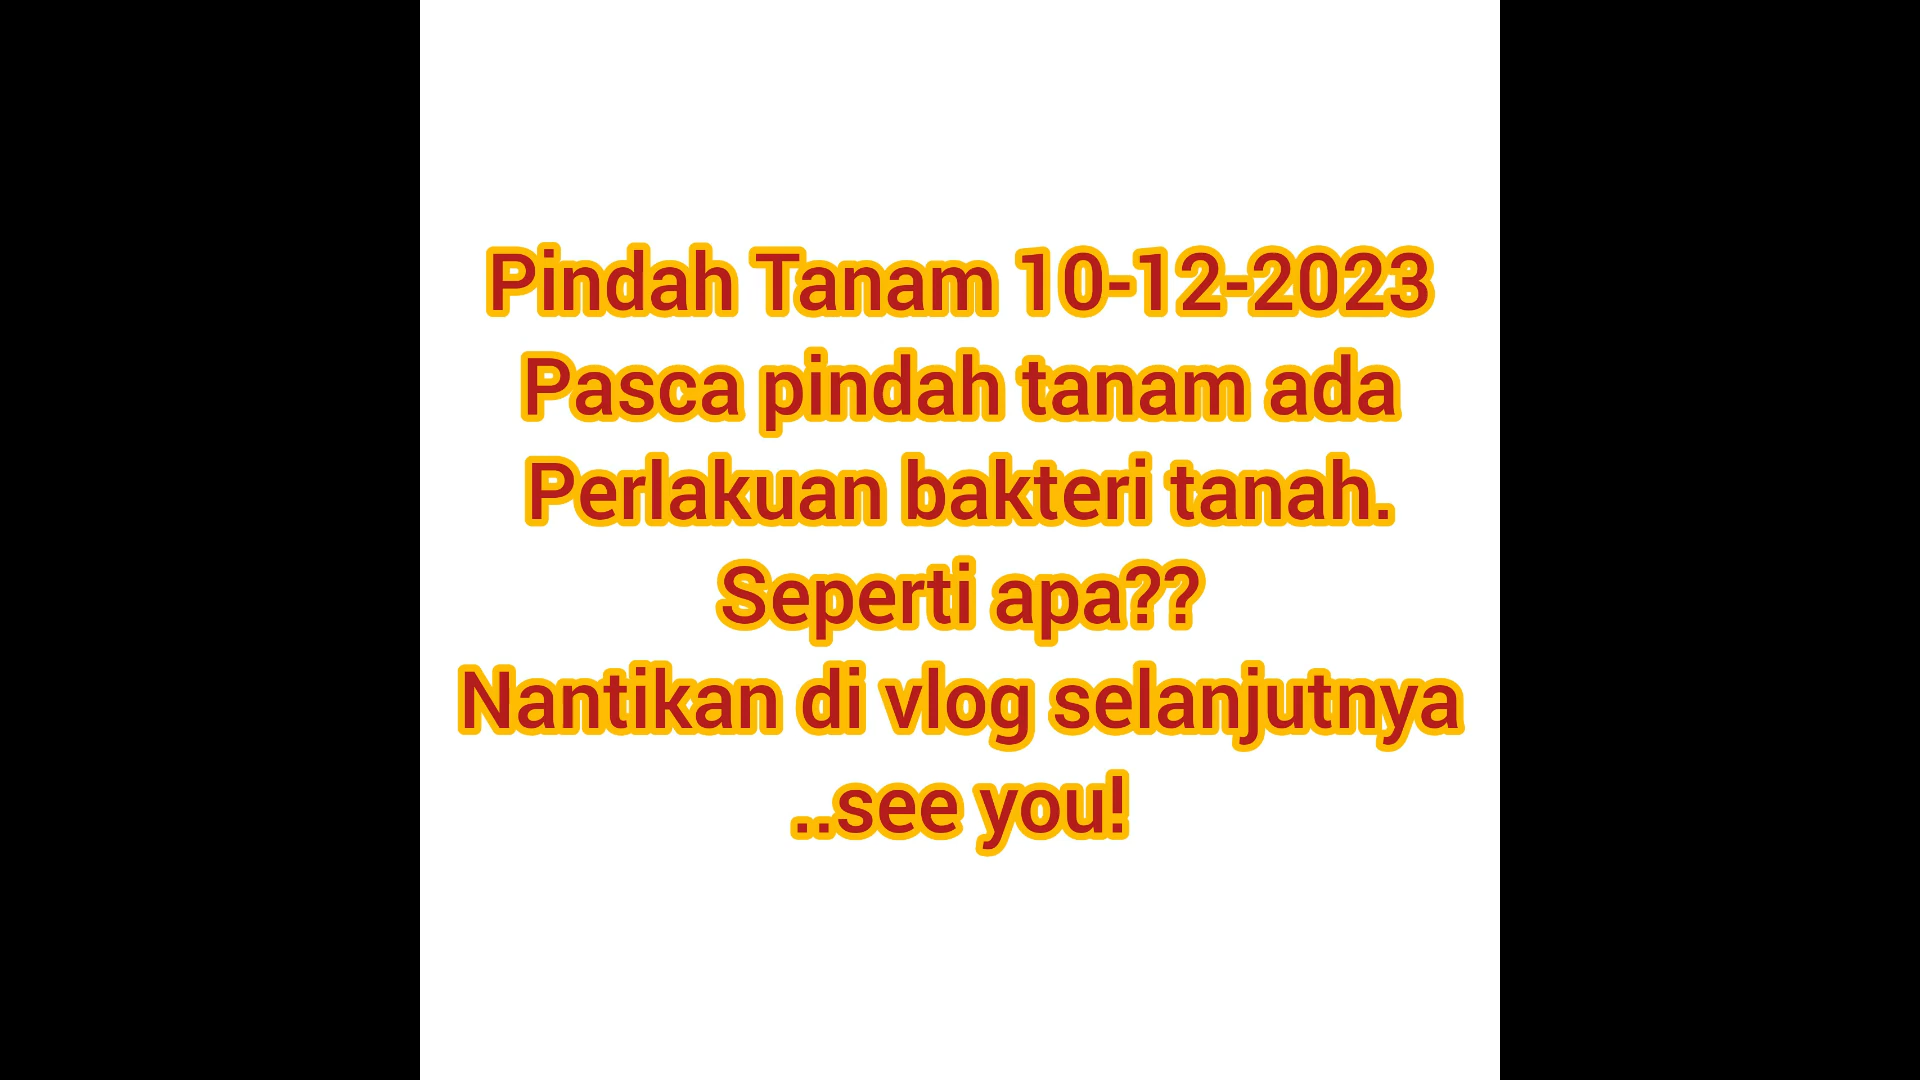 Pindah Tanam 10-12-2023
Pasca pindah tanam ada
Perlakuan bakteri tanah.
Seperti apa??
Nantikan di vlog selanjutnya
..see you!